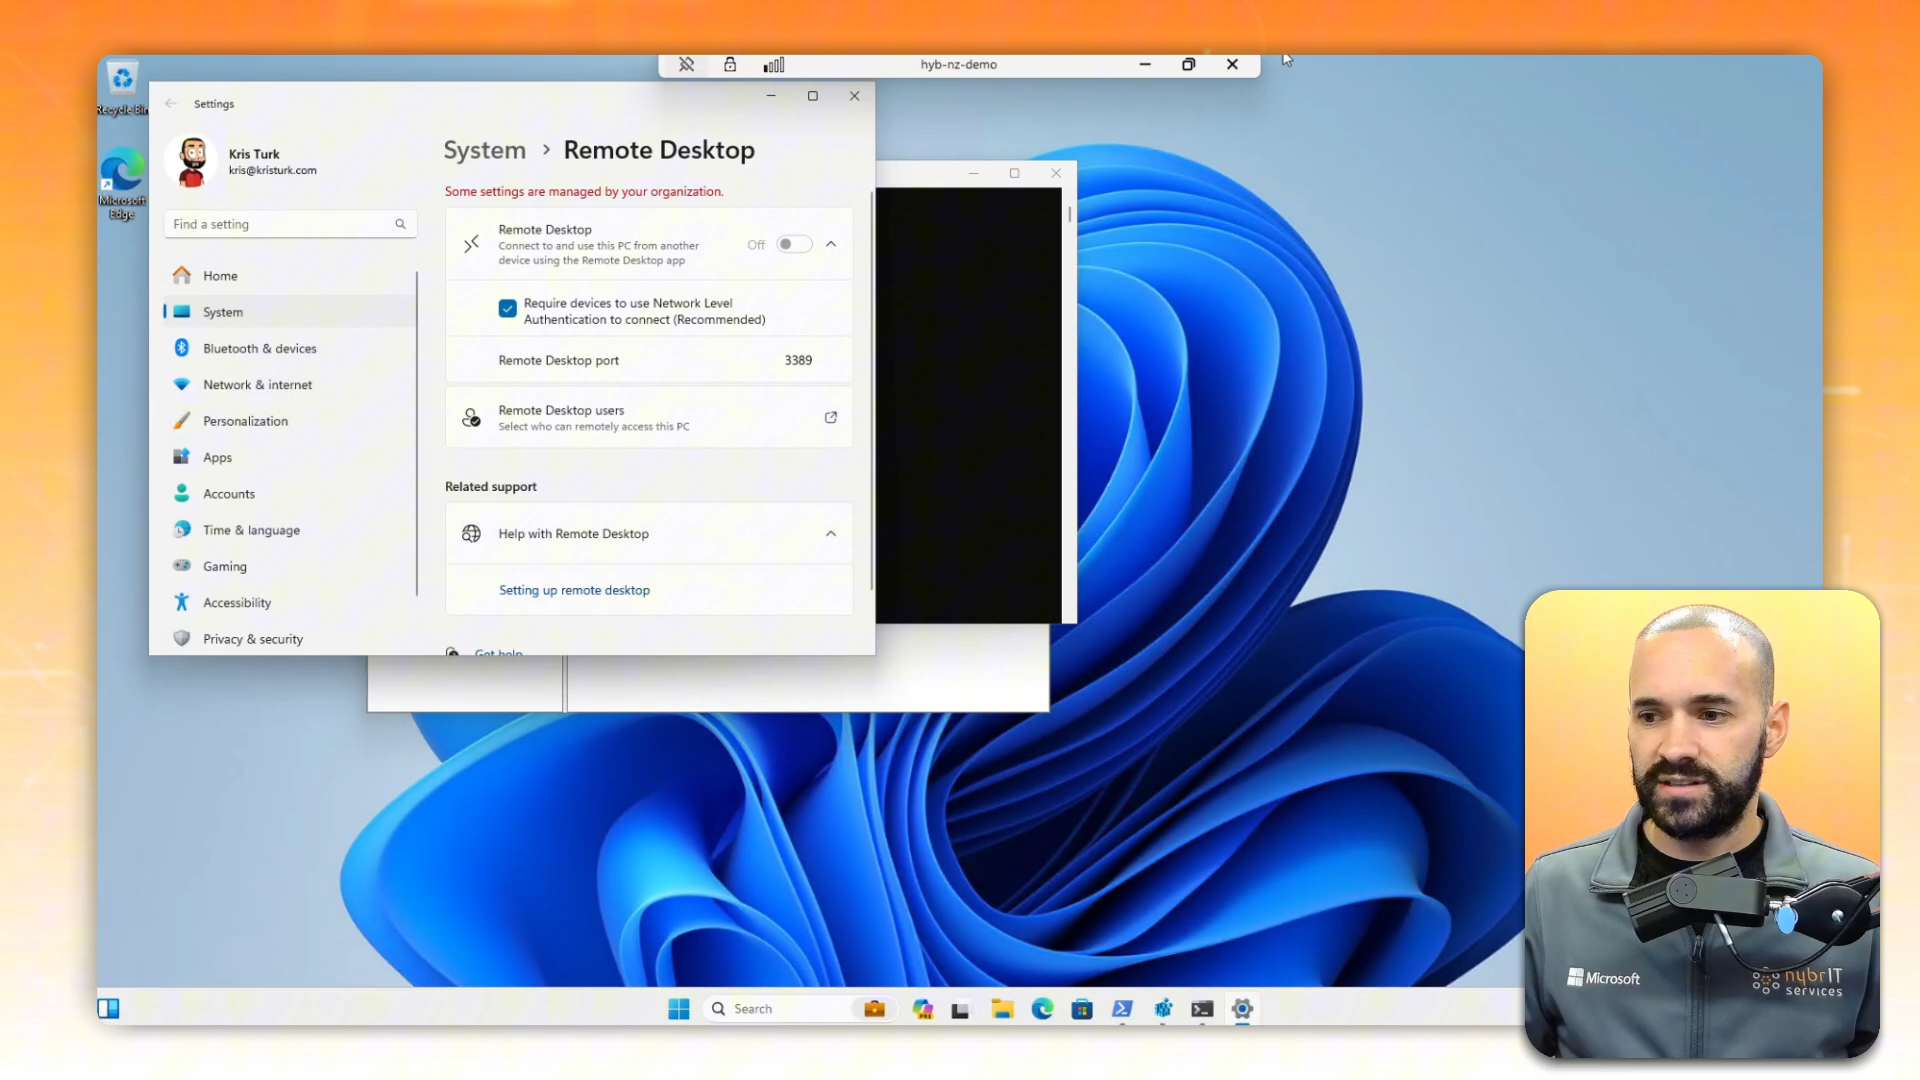 hyb-nz-demo
Recycle Bin
Microsoft
Edge
Settings
Kris Turk
kris@kristurk.com
Find a setting
Home
System
Bluetooth & devices
Network & internet
Personalization
Apps
Accounts
Time & language
Gaming
Accessibility
Privacy & security
System > Remote Desktop
Some settings are managed by your organization.
Remote Desktop
Connect to and use this PC from another
device using the Remote Desktop app
Off
Require devices to use Network Level
Authentication to connect (Recommended)
Remote Desktop port
3389
Remote Desktop users
Select who can remotely access this PC
Related support
Help with Remote Desktop
Setting up remote desktop
Get help
Search
Microsoft
hybrIT
services